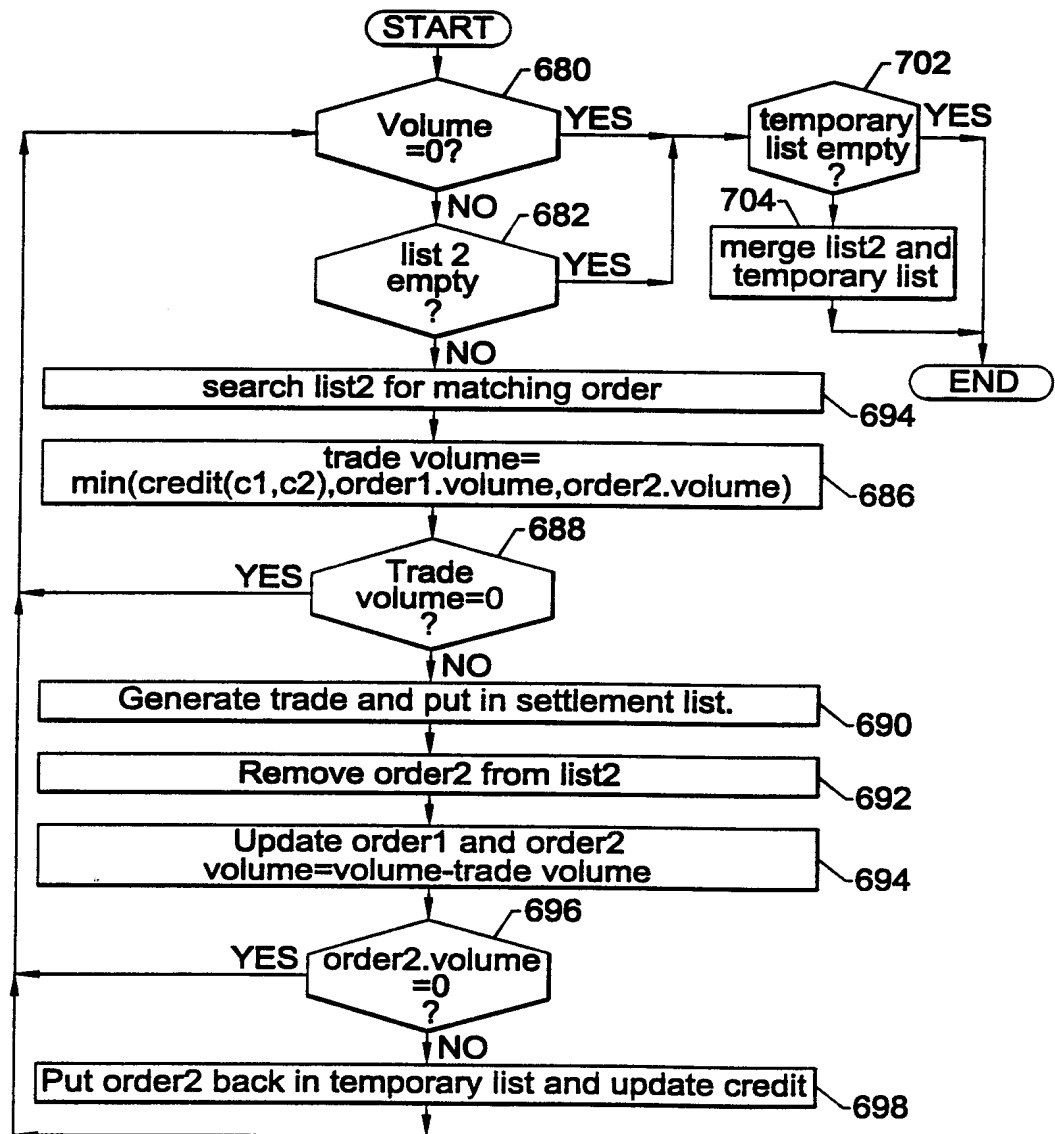 START
680
Volume
=0?
YES
702
temporary
list empty
?
YES
NO
682
list 2
empty
?
YES
704
merge list2 and
temporary list
END
NO
search list2 for matching order
694
trade volume=
min(credit(c1,c2),order1.volume,order2.volume)
686
688
Trade
volume=0
?
YES
NO
Generate trade and put in settlement list.
690
Remove order2 from list2
692
Update order1 and order2
volume=volume-trade volume
694
696
order2.volume
=0
?
YES
NO
Put order2 back in temporary list and update credit
698